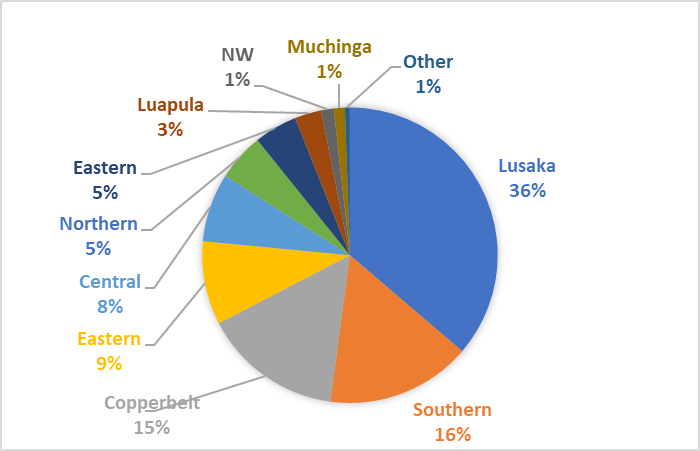 Muchinga
1%
NW
1%
Other
1%
Luapula
3%
Lusaka
36%
Eastern
5%
Northern
5%
Central
8%
Eastern
9%
Copperbelt
15%
Southern
16%